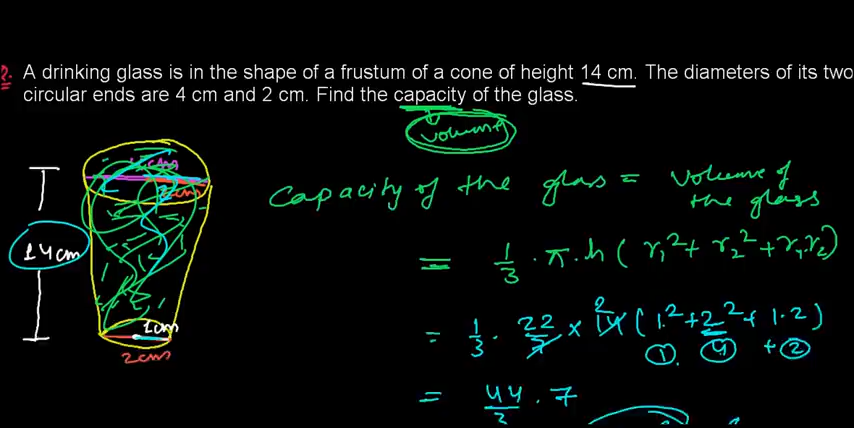 Q. A drinking glass is in the shape of a frustum of a cone of height 14 cm. The diameters of its two
circular ends are 4 cm and 2 cm. Find the capacity of the glass.
volume
Capacity of the glass = volume of the glass
= 1/3 . π . h ( r₁² + r₂² + r₁.r₂)
= 1/3 . 22/7 × 14 2 (1² + 2² + 1.2)
① ④ + ②
= 44/3 . 7
14cm
2cm
1cm
2cm